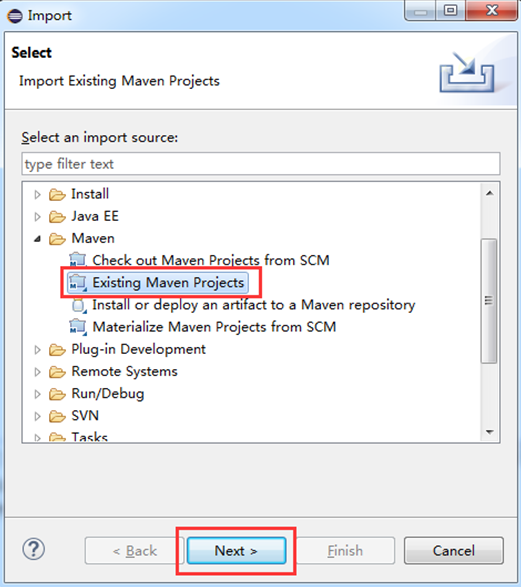 Import
Select
Import Existing Maven Projects
Select an import source:
type filter text
Install
Java EE
Maven
Check out Maven Projects from SCM
Existing Maven Projects
Install or deploy an artifact to a Maven repository
Materialize Maven Projects from SCM
Plug-in Development
Remote Systems
Run/Debug
SVN
Tasks
? < Back Next > Finish Cancel